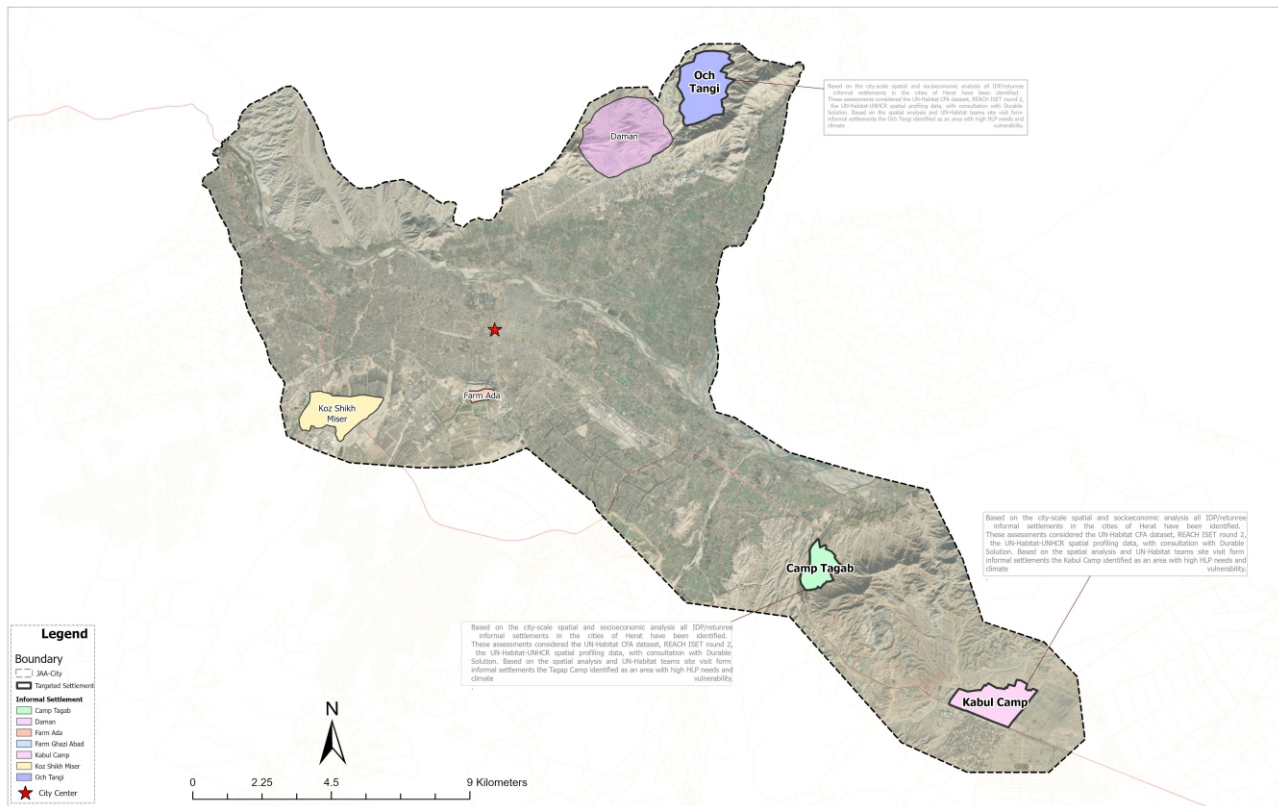 Och
Tangi
Based on the city-scale spatial and socioeconomic analysis all IDP/retunree
informal settlements in the cities of Herat have been identified.
These assessments considered the UN-Habitat CFA dataset, REACH ISET round 2,
the UN-Habitat-UNHCR spatial profiling data, with consultation with Durable
Solution. Based on the spatial analysis and UN-Habitat teams site visit form
informal settlements the Och Tangi identified as an area with high HLP needs and
climate vulnerability.
.
Daman
Koz Shikh
Miser
Farm Ada
Based on the city-scale spatial and socioeconomic analysis all IDP/retunree
informal settlements in the cities of Herat have been identified.
These assessments considered the UN-Habitat CFA dataset, REACH ISET round 2,
the UN-Habitat-UNHCR spatial profiling data, with consultation with Durable
Solution. Based on the spatial analysis and UN-Habitat teams site visit form
informal settlements the Kabul Camp identified as an area with high HLP needs and
climate vulnerability.
.
Camp Tagab
Based on the city-scale spatial and socioeconomic analysis all IDP/retunree
informal settlements in the cities of Herat have been identified.
These assessments considered the UN-Habitat CFA dataset, REACH ISET round 2,
the UN-Habitat-UNHCR spatial profiling data, with consultation with Durable
Solution. Based on the spatial analysis and UN-Habitat teams site visit form
informal settlements the Tagap Camp identified as an area with high HLP needs and
climate vulnerability.
.
Kabul Camp
Legend
Boundary
JAA-City
Targeted Settlement
Informal Settlement
Camp Tagab
Daman
Farm Ada
Farm Ghazi Abad
Kabul Camp
Koz Shikh Miser
Och Tangi
City Center
N
0 2.25 4.5 9 Kilometers